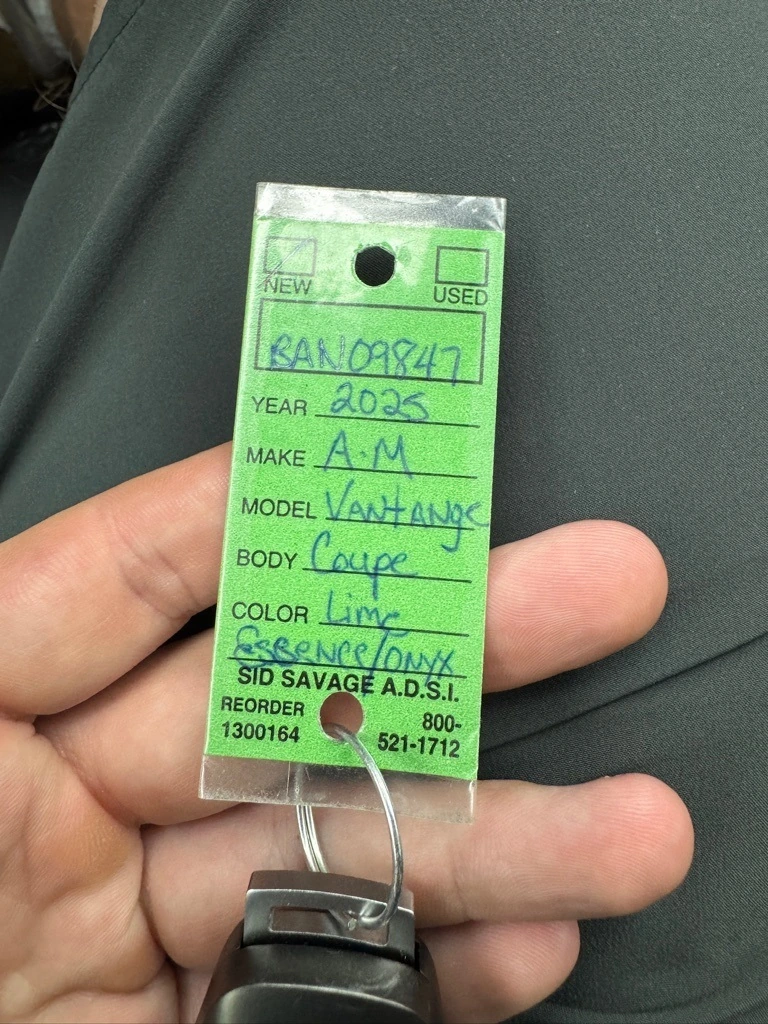 NEW USED
BAN09847
YEAR 2025
MAKE A.M
MODEL VANtANge
BODY Coupe
COLOR Lime
Essence/ONYX
SID SAVAGE A.D.S.I.
REORDER 800-
1300164 521-1712